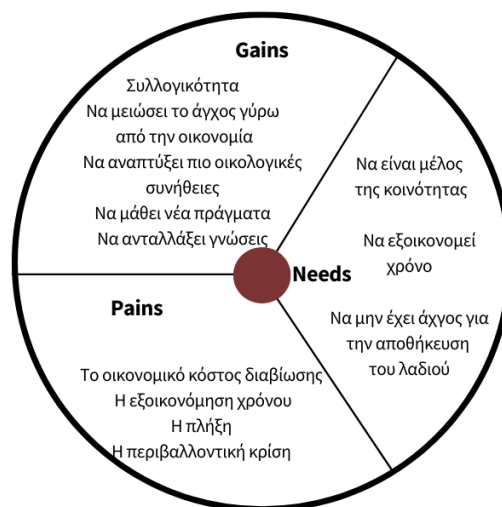 Gains
Συλλογικότητα
Να μειώσει το άγχος γύρω
από την οικονομία
Να αναπτύξει πιο οικολογικές
συνήθειες
Να μάθει νέα πράγματα
Να ανταλλάξει γνώσεις
Needs
Να είναι μέλος
της κοινότητας
Να εξοικονομεί
χρόνο
Να μην έχει άχγος για
την αποθήκευση
του λαδιού
Pains
Το οικονομικό κόστος διαβίωσης
Η εξοικονόμηση χρόνου
Η πλήξη
Η περιβαλλοντική κρίση